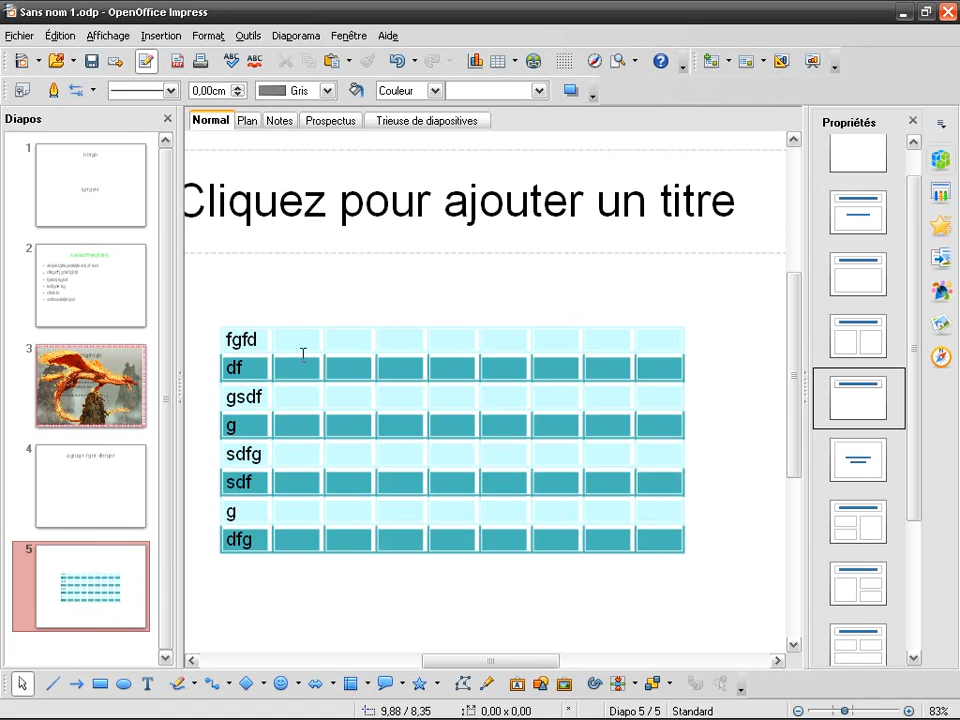 Sans nom 1.odp - OpenOffice Impress
Fichier Édition Affichage Insertion Format Outils Diaporama Fenêtre Aide
0,00cm Gris Couleur
Diapos
Normal Plan Notes Prospectus Trieuse de diapositives
Propriétés
1
2
3
4
5
Cliquez pour ajouter un titre
fgfd
df
gsdf
g
sdfg
sdf
g
dfg
9,88 / 8,35 0,00 x 0,00 * Diapo 5 / 5 Standard 83%